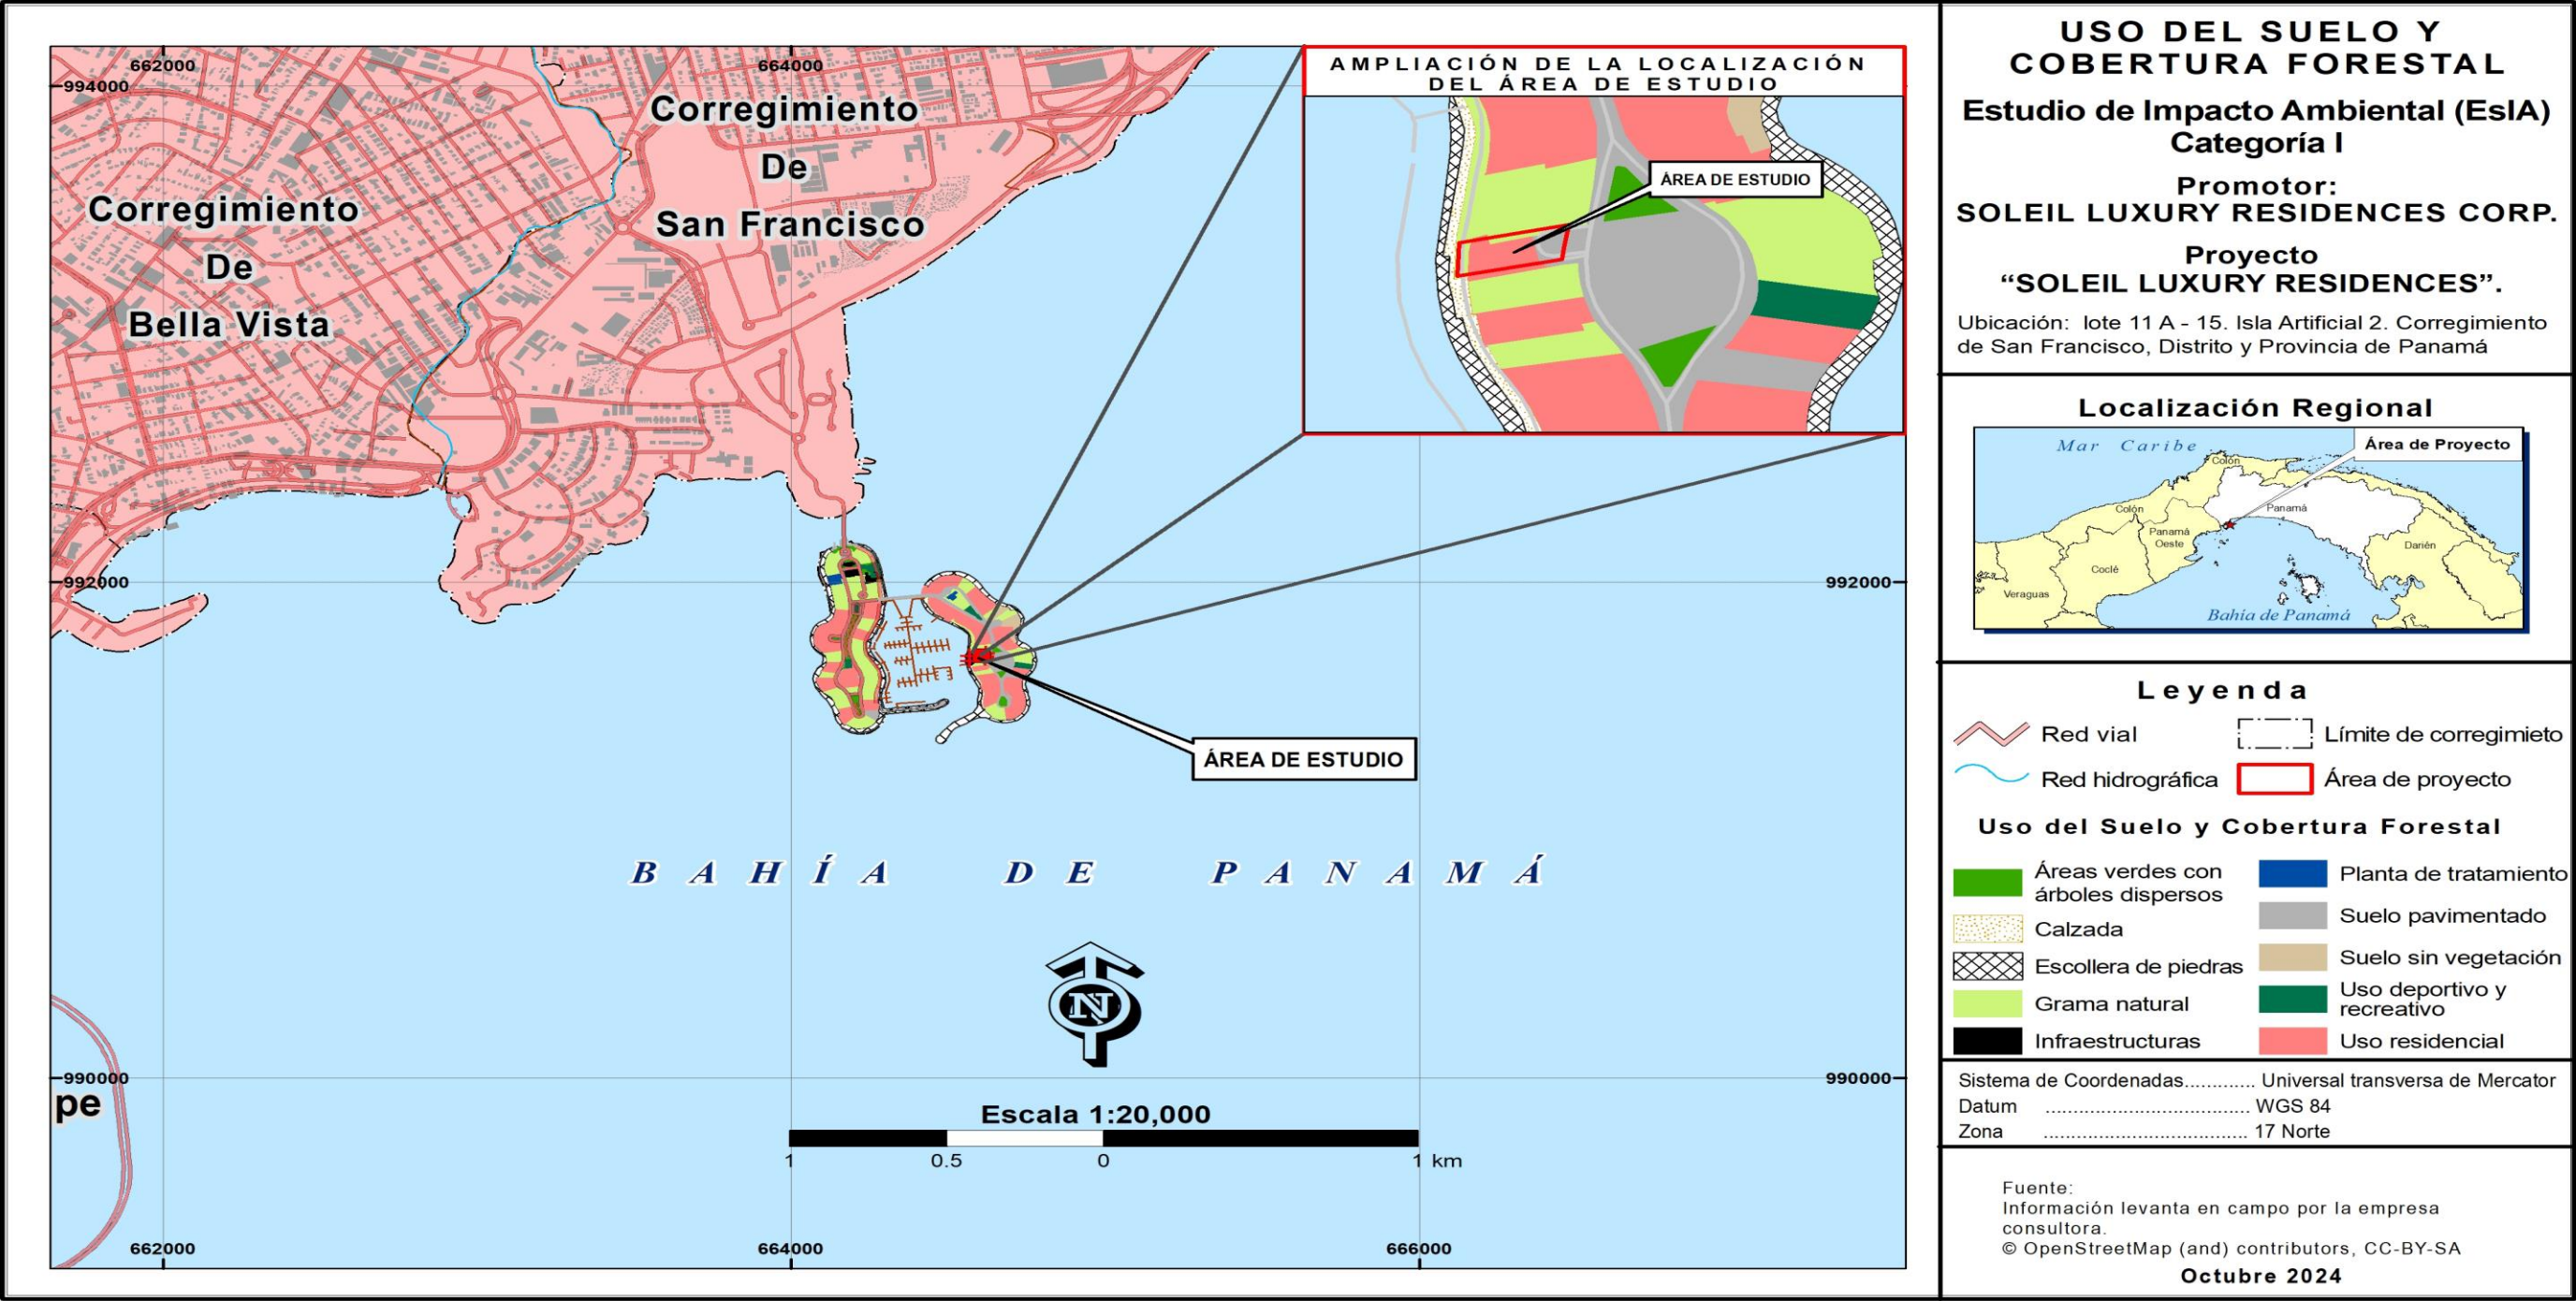 662000
664000
994000
Corregimiento
De
San Francisco
Corregimiento
De
Bella Vista
AMPLIACIÓN DE LA LOCALIZACIÓN
DEL ÁREA DE ESTUDIO
ÁREA DE ESTUDIO
992000
992000
ÁREA DE ESTUDIO
BAHÍA DE PANAMÁ
N
990000
990000
pe
Escala 1:20,000
1 0.5 0 1 km
662000
664000
666000
USO DEL SUELO Y
COBERTURA FORESTAL
Estudio de Impacto Ambiental (EsIA)
Categoría I
Promotor:
SOLEIL LUXURY RESIDENCES CORP.
Proyecto
“SOLEIL LUXURY RESIDENCES”.
Ubicación: lote 11 A - 15. Isla Artificial 2. Corregimiento
de San Francisco, Distrito y Provincia de Panamá
Localización Regional
Mar Caribe
Área de Proyecto
Colón
Colón
Panamá
Panamá
Oeste
Darién
Coclé
Veraguas
Bahía de Panamá
Leyenda
Red vial
Límite de corregimieto
Red hidrográfica
Área de proyecto
Uso del Suelo y Cobertura Forestal
Áreas verdes con
árboles dispersos
Calzada
Escollera de piedras
Grama natural
Infraestructuras
Planta de tratamiento
Suelo pavimentado
Suelo sin vegetación
Uso deportivo y
recreativo
Uso residencial
Sistema de Coordenadas............. Universal transversa de Mercator
Datum .................................... WGS 84
Zona .................................... 17 Norte
Fuente:
Información levanta en campo por la empresa
consultora.
© OpenStreetMap (and) contributors, CC-BY-SA
Octubre 2024